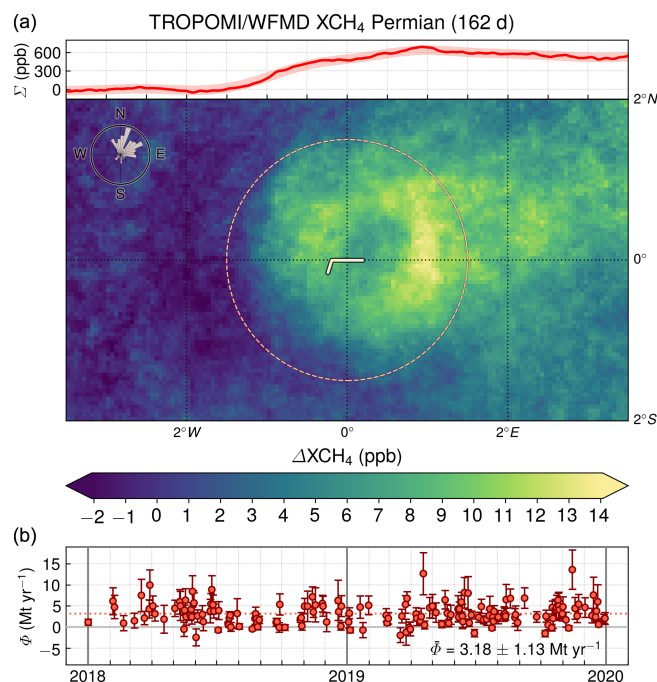 (a) TROPOMI/WFMD XCH₄ Permian (162 d)
Σ (ppb)
600
300
0
2°N
N
W E
S
0°
2°S
2°W 0° 2°E
ΔXCH₄ (ppb)
−2 −1 0 1 2 3 4 5 6 7 8 9 10 11 12 13 14
(b)
Φ (Mt yr⁻¹)
15
10
5
0
−5
Φ̄ = 3.18 ± 1.13 Mt yr⁻¹
2018 2019 2020